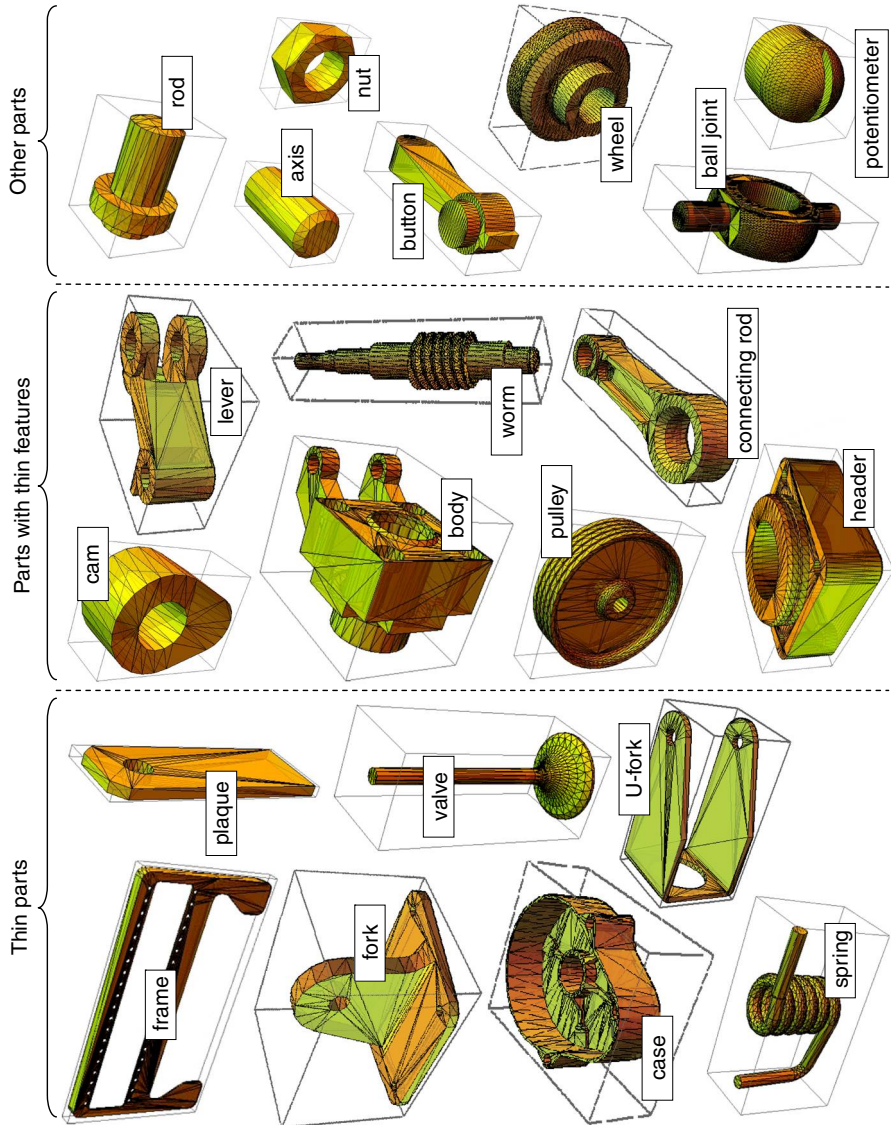 Thin parts
Parts with thin features
Other parts
frame
plaque
fork
valve
case
U-fork
spring
cam
lever
body
worm
pulley
connecting rod
header
rod
axis
nut
button
wheel
ball joint
potentiometer